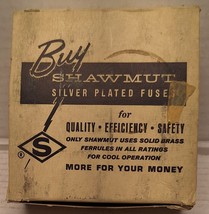 Buy
SHAWMUT
SILVER PLATED FUSES
for
QUALITY • EFFICIENCY • SAFETY
ONLY SHAWMUT USES SOLID BRASS
FERRULES IN ALL RATINGS
FOR COOL OPERATION
MORE FOR YOUR MONEY
S
®